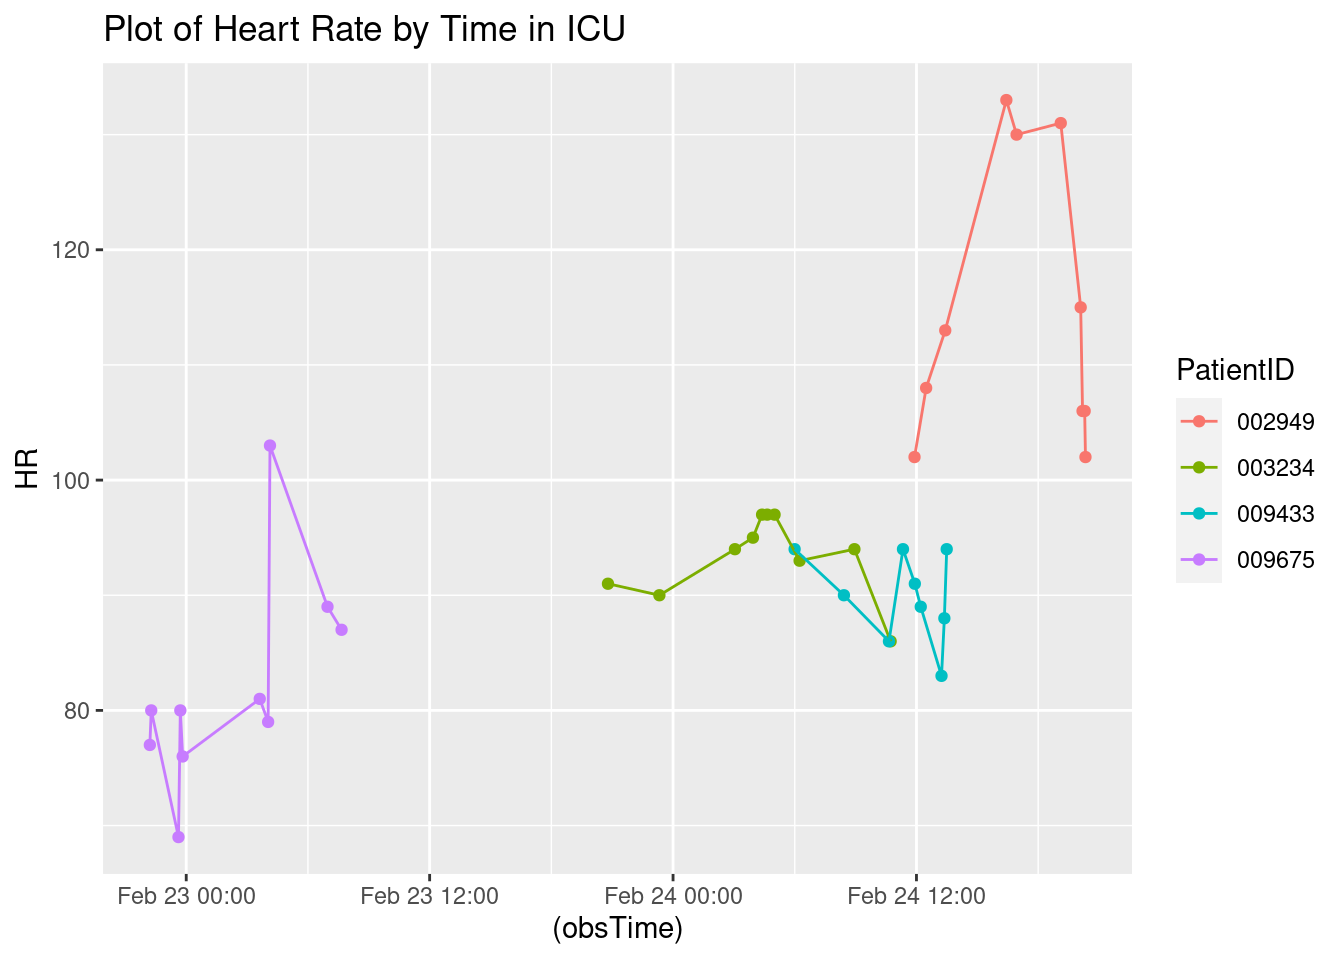 Plot of Heart Rate by Time in ICU
120
100
80
HR
Feb 23 00:00
Feb 23 12:00
Feb 24 00:00
Feb 24 12:00
(obsTime)
PatientID
002949
003234
009433
009675